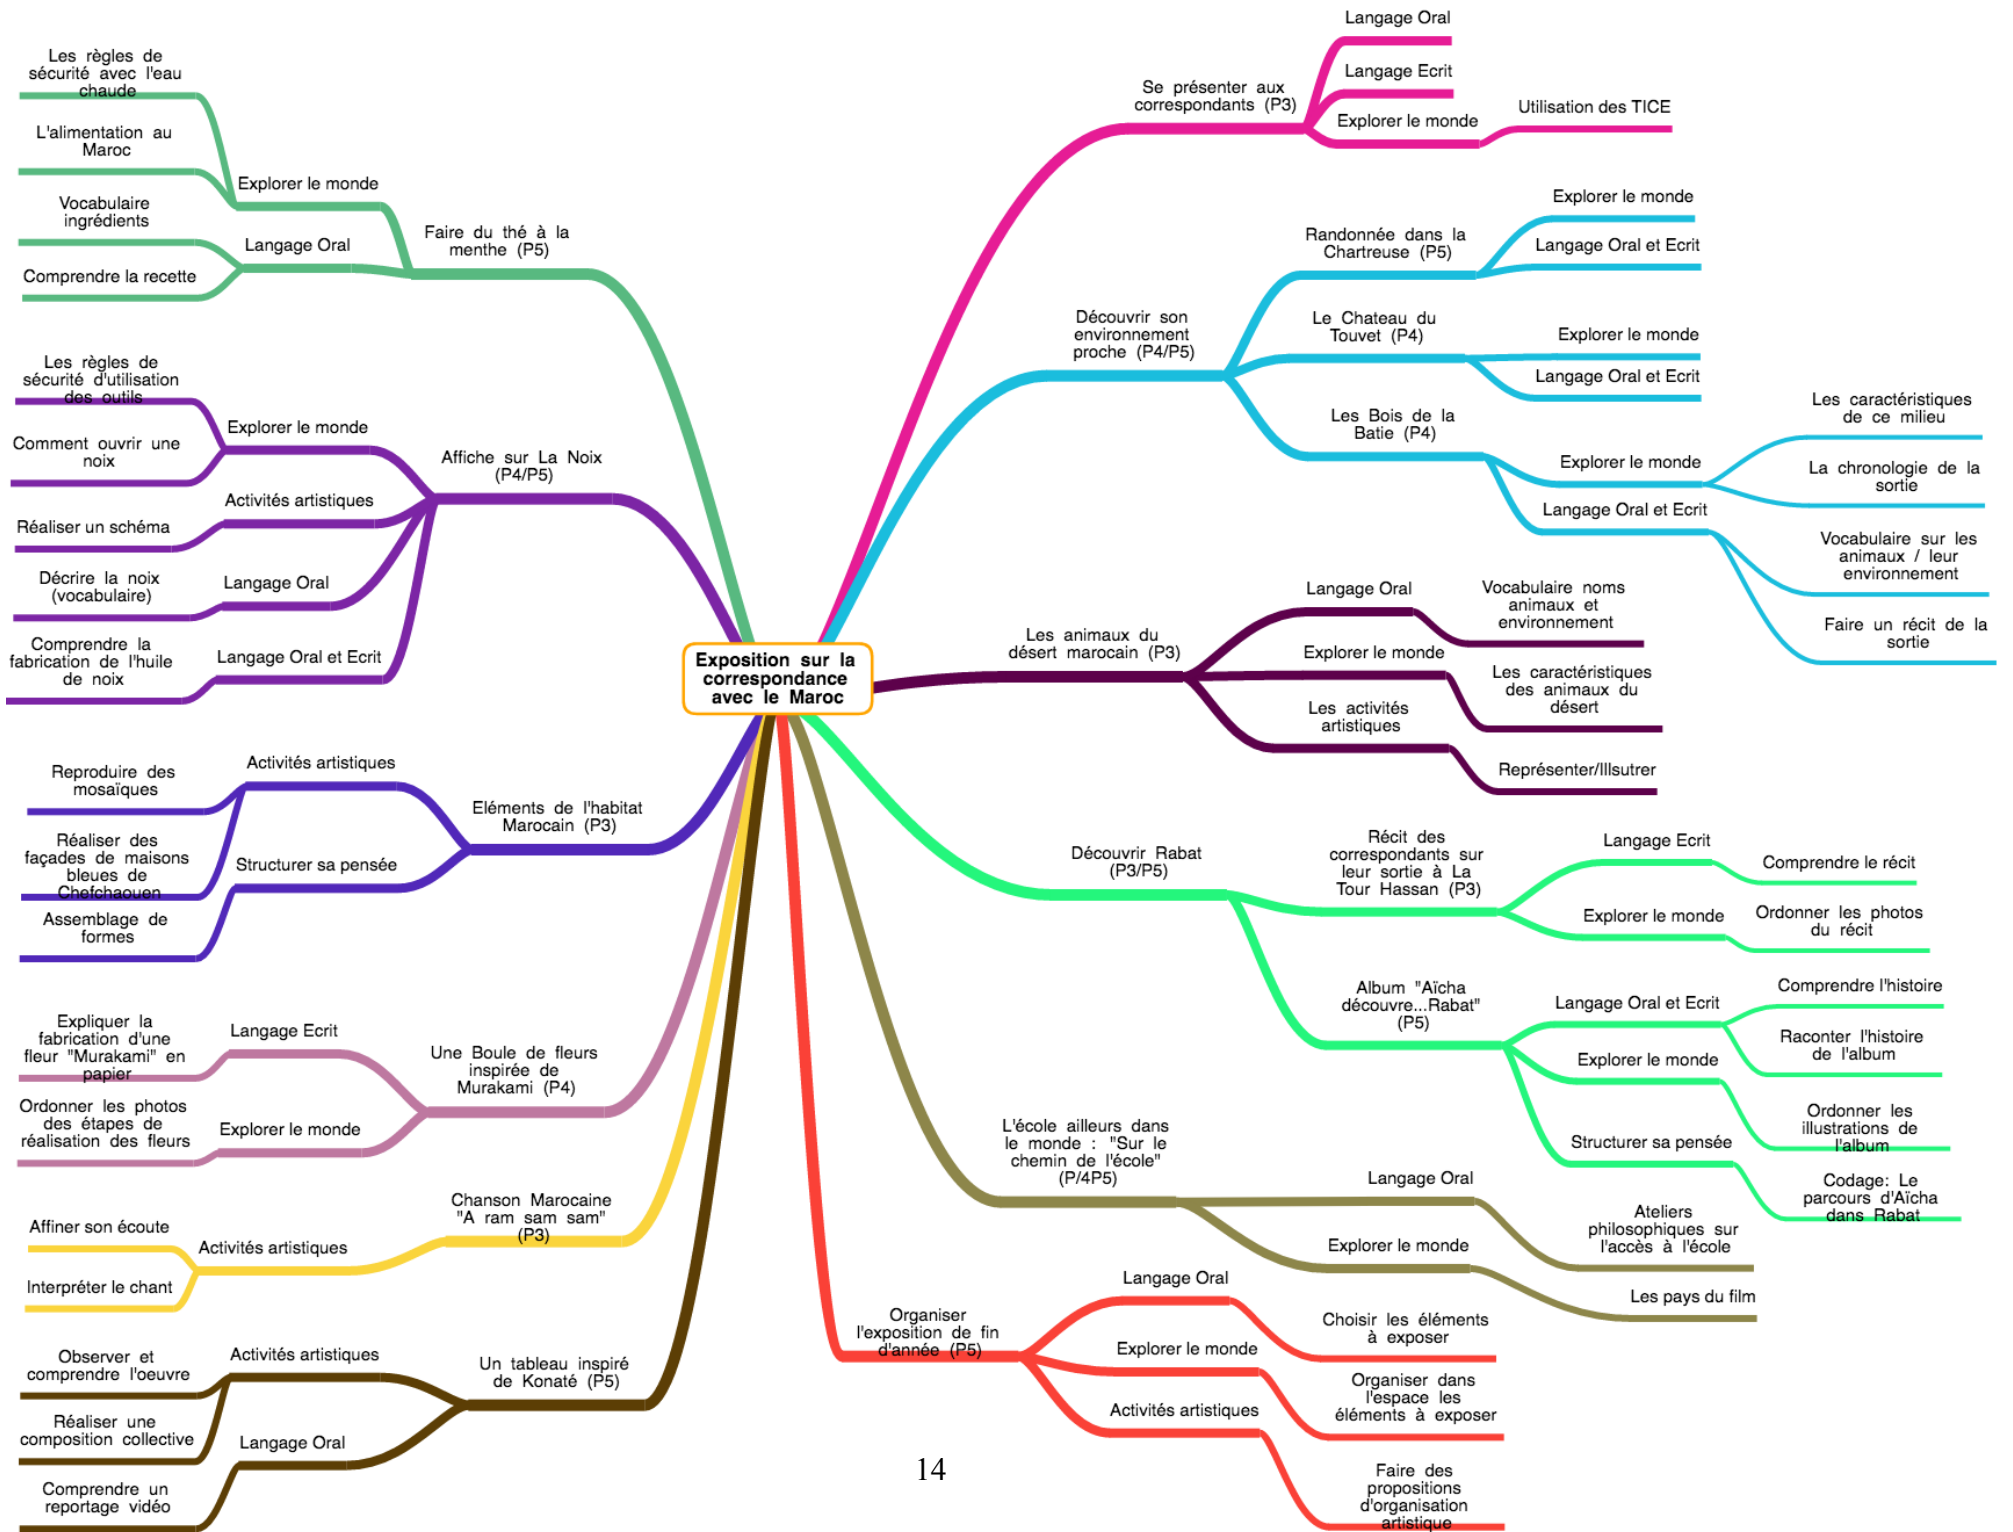 Exposition sur la
correspondance
avec le Maroc
Se présenter aux
correspondants (P3)
Langage Oral
Langage Ecrit
Explorer le monde
Utilisation des TICE
Découvrir son
environnement
proche (P4/P5)
Randonnée dans la
Chartreuse (P5)
Explorer le monde
Langage Oral et Ecrit
Le Chateau du
Touvet (P4)
Explorer le monde
Langage Oral et Ecrit
Les Bois de la
Batie (P4)
Explorer le monde
Les caractéristiques
de ce milieu
La chronologie de la
sortie
Langage Oral et Ecrit
Vocabulaire sur les
animaux / leur
environnement
Faire un récit de la
sortie
Les animaux du
désert marocain (P3)
Langage Oral
Vocabulaire noms
animaux et
environnement
Explorer le monde
Les caractéristiques
des animaux du
désert
Les activités
artistiques
Représenter/Illsutrer
Découvrir Rabat
(P3/P5)
Récit des
correspondants sur
leur sortie à La
Tour Hassan (P3)
Langage Ecrit
Comprendre le récit
Explorer le monde
Ordonner les photos
du récit
Album "Aïcha
découvre...Rabat"
(P5)
Langage Oral et Ecrit
Comprendre l'histoire
Raconter l'histoire
de l'album
Explorer le monde
Ordonner les
illustrations de
l'album
Structurer sa pensée
Codage: Le
parcours d'Aïcha
dans Rabat
L'école ailleurs dans
le monde : "Sur le
chemin de l'école"
(P/4P5)
Langage Oral
Ateliers
philosophiques sur
l'accès à l'école
Explorer le monde
Les pays du film
Organiser
l'exposition de fin
d'année (P5)
Langage Oral
Choisir les éléments
à exposer
Explorer le monde
Organiser dans
l'espace les
éléments à exposer
Activités artistiques
Faire des
propositions
d'organisation
artistique
Faire du thé à la
menthe (P5)
Explorer le monde
Les règles de
sécurité avec l'eau
chaude
L'alimentation au
Maroc
Langage Oral
Vocabulaire
ingrédients
Comprendre la recette
Affiche sur La Noix
(P4/P5)
Explorer le monde
Les règles de
sécurité d'utilisation
des outils
Comment ouvrir une
noix
Activités artistiques
Réaliser un schéma
Langage Oral
Décrire la noix
(vocabulaire)
Langage Oral et Ecrit
Comprendre la
fabrication de l'huile
de noix
Eléments de l'habitat
Marocain (P3)
Activités artistiques
Reproduire des
mosaïques
Réaliser des
façades de maisons
bleues de
Chefchaouen
Structurer sa pensée
Assemblage de
formes
Une Boule de fleurs
inspirée de
Murakami (P4)
Langage Ecrit
Expliquer la
fabrication d'une
fleur "Murakami" en
papier
Explorer le monde
Ordonner les photos
des étapes de
réalisation des fleurs
Chanson Marocaine
"A ram sam sam"
(P3)
Activités artistiques
Affiner son écoute
Interpréter le chant
Un tableau inspiré
de Konaté (P5)
Activités artistiques
Observer et
comprendre l'oeuvre
Réaliser une
composition collective
Langage Oral
Comprendre un
reportage vidéo
14